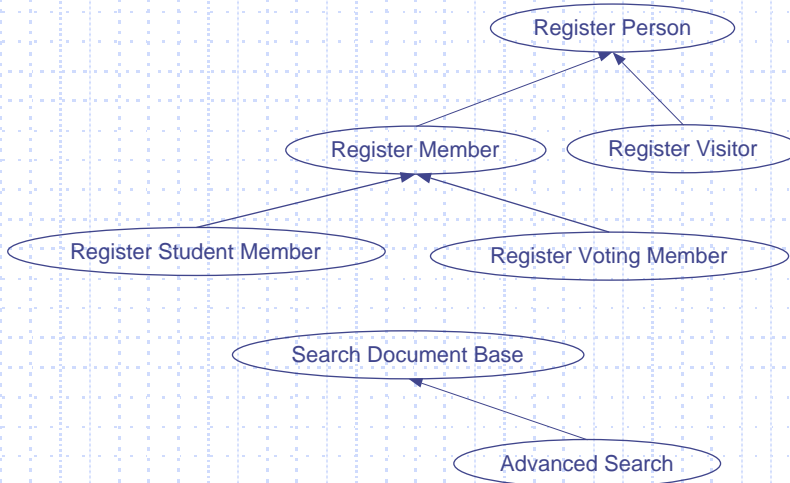 Register Person
Register Member
Register Visitor
Register Student Member
Register Voting Member
Search Document Base
Advanced Search